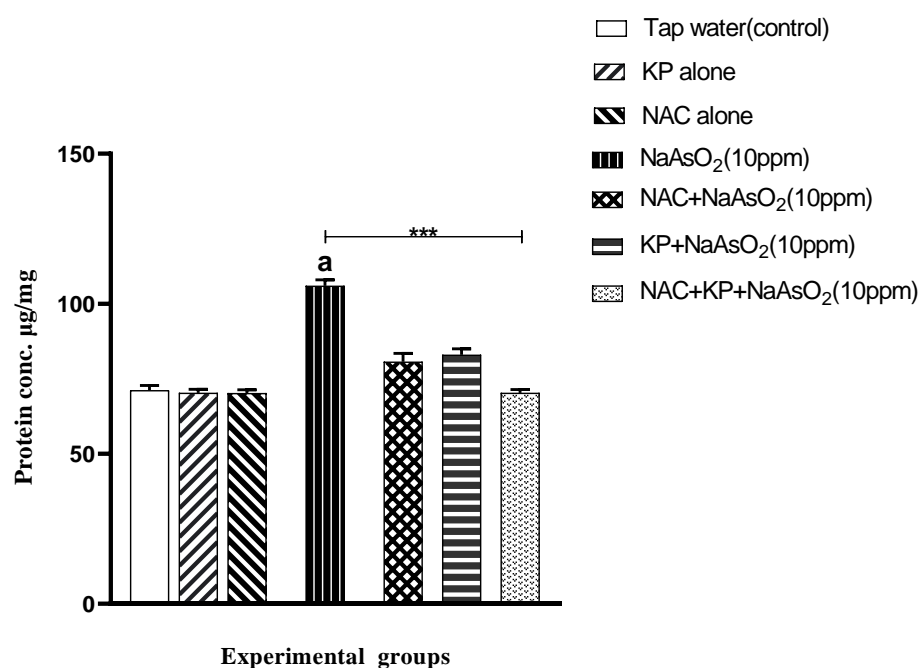 Tap water(control)
KP alone
NAC alone
NaAsO₂(10ppm)
NAC+NaAsO₂(10ppm)
KP+NaAsO₂(10ppm)
NAC+KP+NaAsO₂(10ppm)
150
100
50
0
Protein conc. µg/mg
***
a
Experimental groups